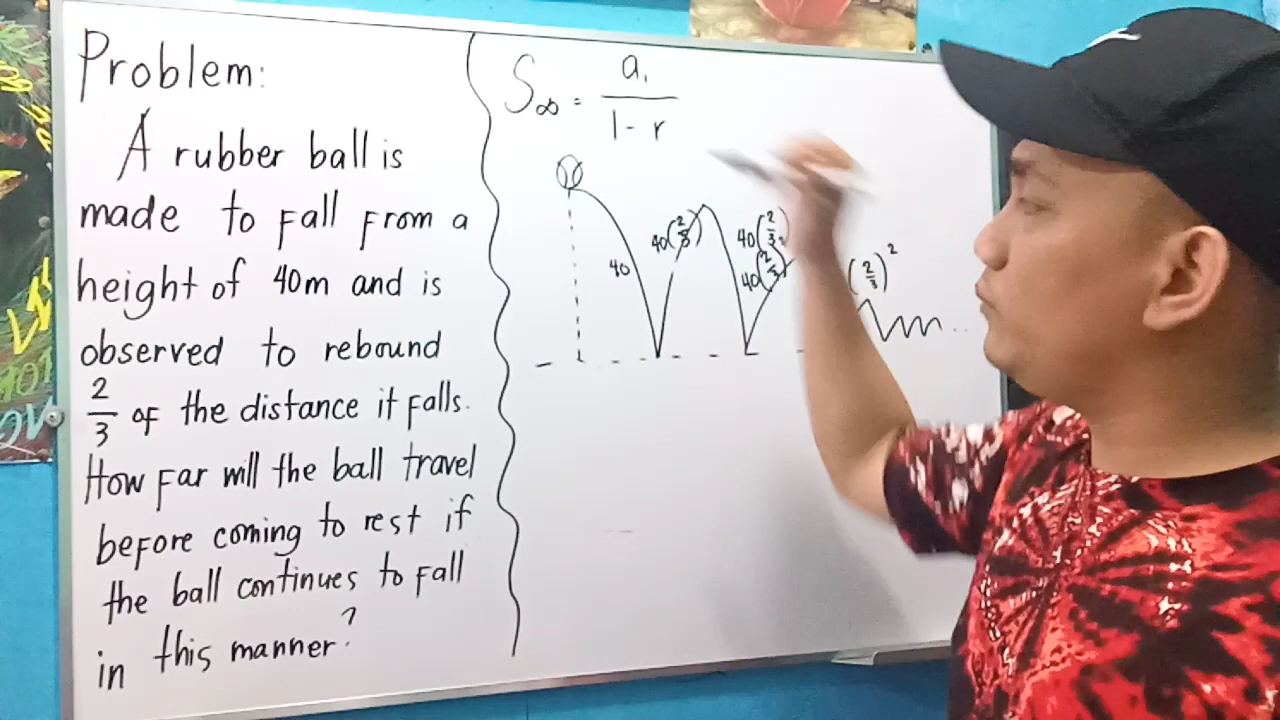 Problem:
A rubber ball is
made to fall from a
height of 40m and is
observed to rebound
2/3 of the distance it falls.
How far will the ball travel
before coming to rest if
the ball continues to fall
in this manner?
S∞ = a₁/(1 - r)
40
40(2/3)
40(2/3)
40(2/3)
(2/3)²